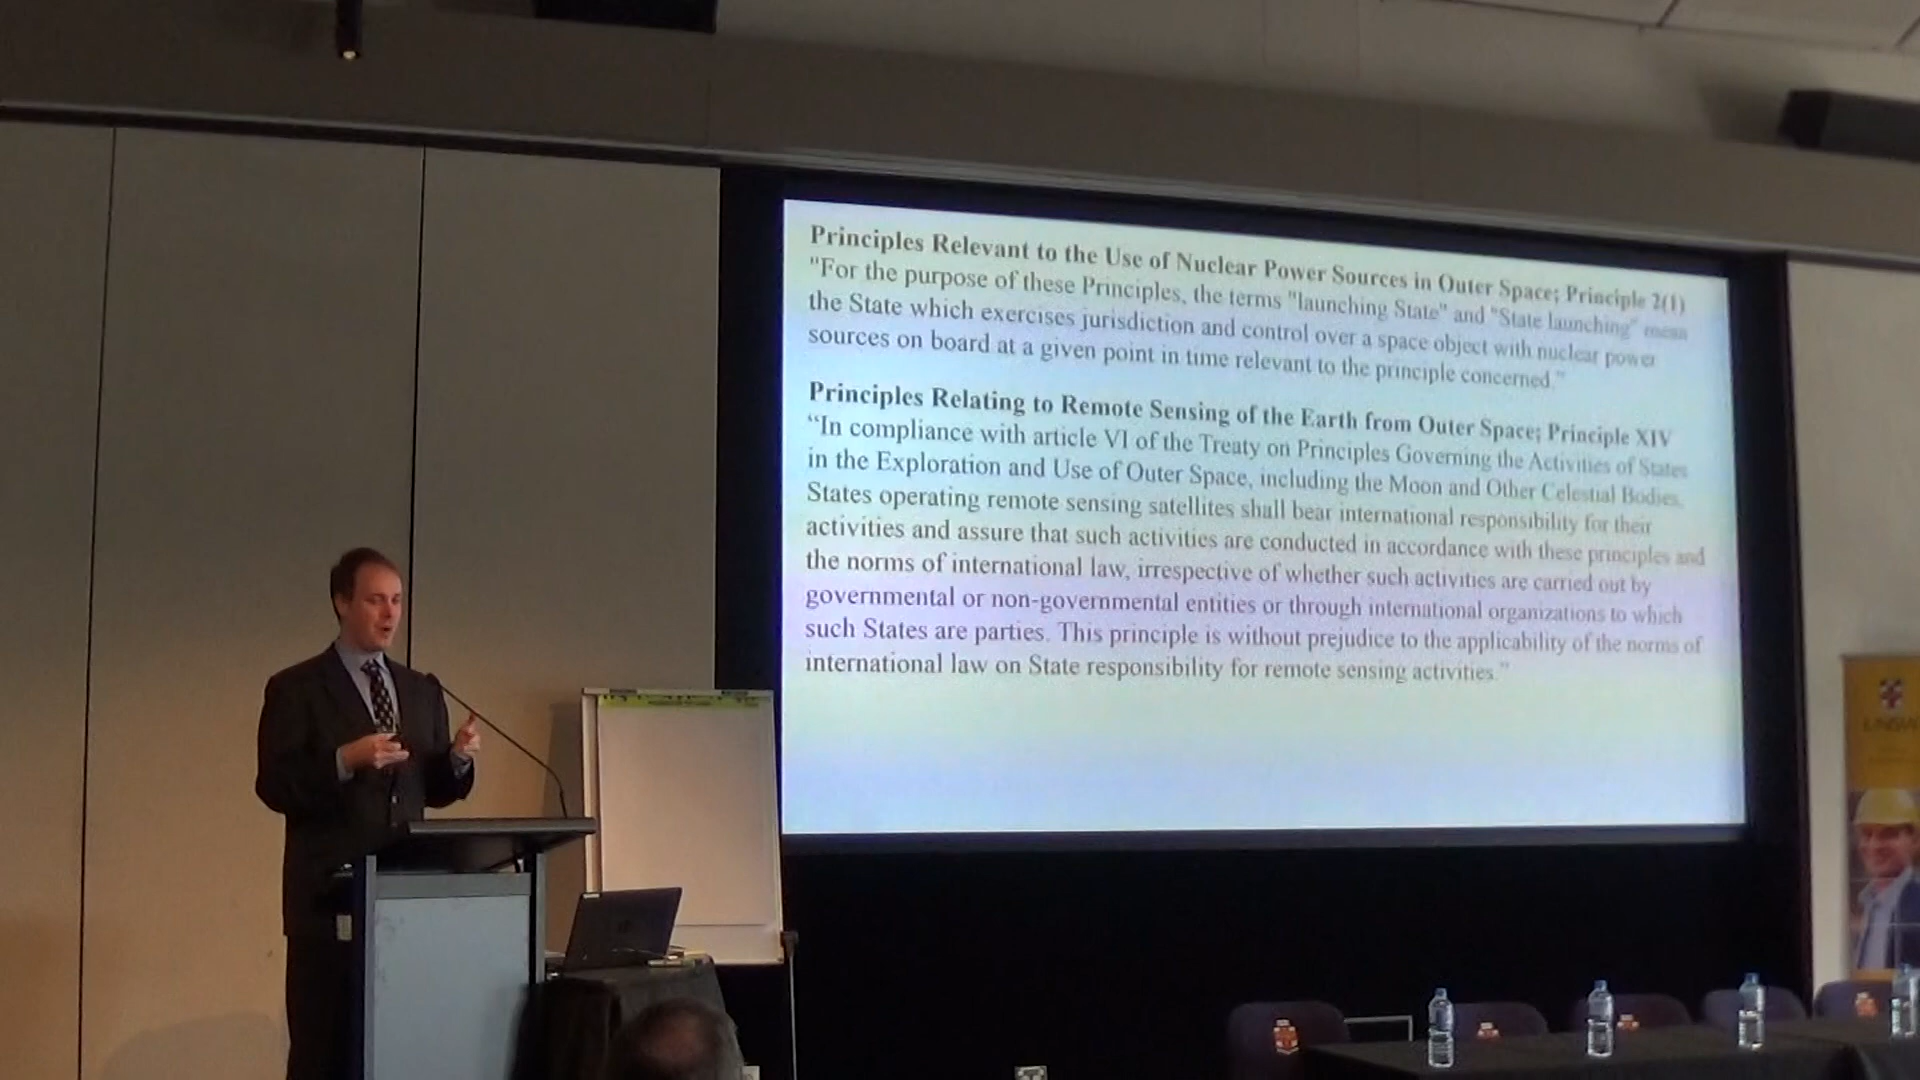 Principles Relevant to the Use of Nuclear Power Sources in Outer Space; Principle 2(1)
"For the purpose of these Principles, the terms "launching State" and "State launching" mean
the State which exercises jurisdiction and control over a space object with nuclear power
sources on board at a given point in time relevant to the principle concerned."
Principles Relating to Remote Sensing of the Earth from Outer Space; Principle XIV
“In compliance with article VI of the Treaty on Principles Governing the Activities of States
in the Exploration and Use of Outer Space, including the Moon and Other Celestial Bodies,
States operating remote sensing satellites shall bear international responsibility for their
activities and assure that such activities are conducted in accordance with these principles and
the norms of international law, irrespective of whether such activities are carried out by
governmental or non-governmental entities or through international organizations to which
such States are parties. This principle is without prejudice to the applicability of the norms of
international law on State responsibility for remote sensing activities.”
UNSW